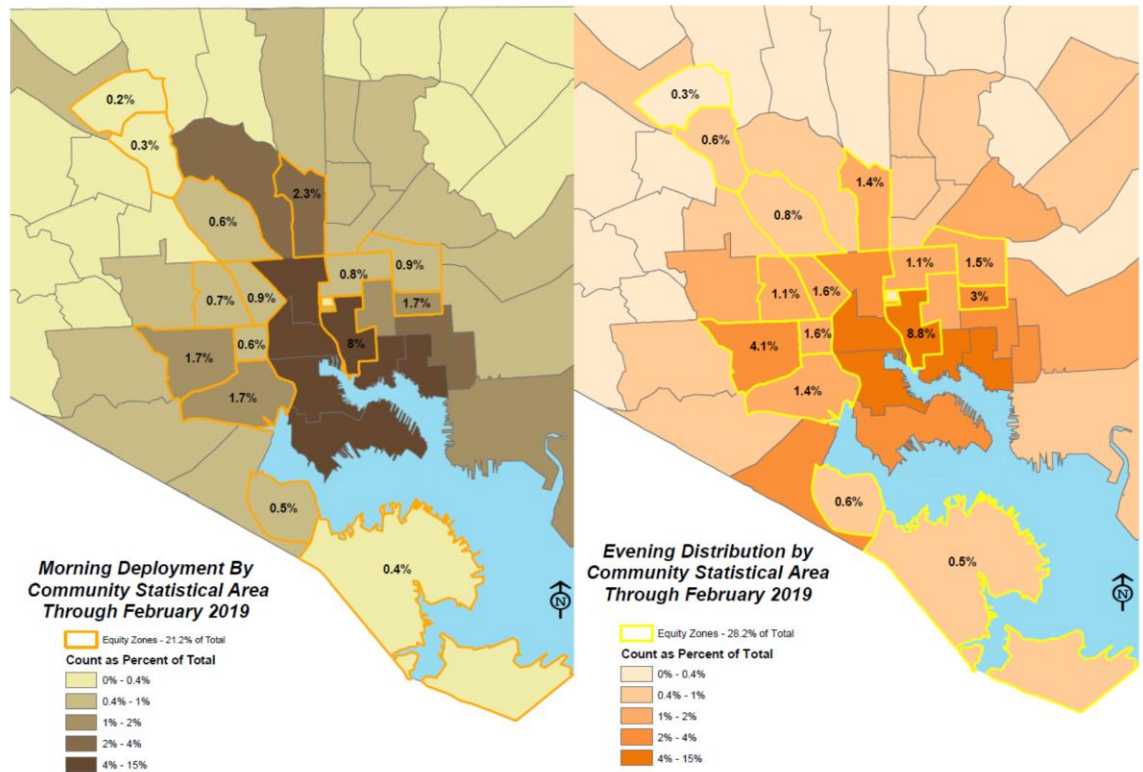 0.2%
0.3%
2.3%
0.6%
0.8%
0.9%
0.7%
0.9%
1.7%
0.6%
8%
1.7%
1.7%
0.5%
0.4%
N
Morning Deployment By
Community Statistical Area
Through February 2019
Equity Zones - 21.2% of Total
Count as Percent of Total
0% - 0.4%
0.4% - 1%
1% - 2%
2% - 4%
4% - 15%
0.3%
0.6%
1.4%
0.8%
1.1%
1.5%
1.1%
1.6%
3%
1.6%
8.8%
4.1%
1.4%
0.6%
0.5%
N
Evening Distribution by
Community Statistical Area
Through February 2019
Equity Zones - 28.2% of Total
Count as Percent of Total
0% - 0.4%
0.4% - 1%
1% - 2%
2% - 4%
4% - 15%